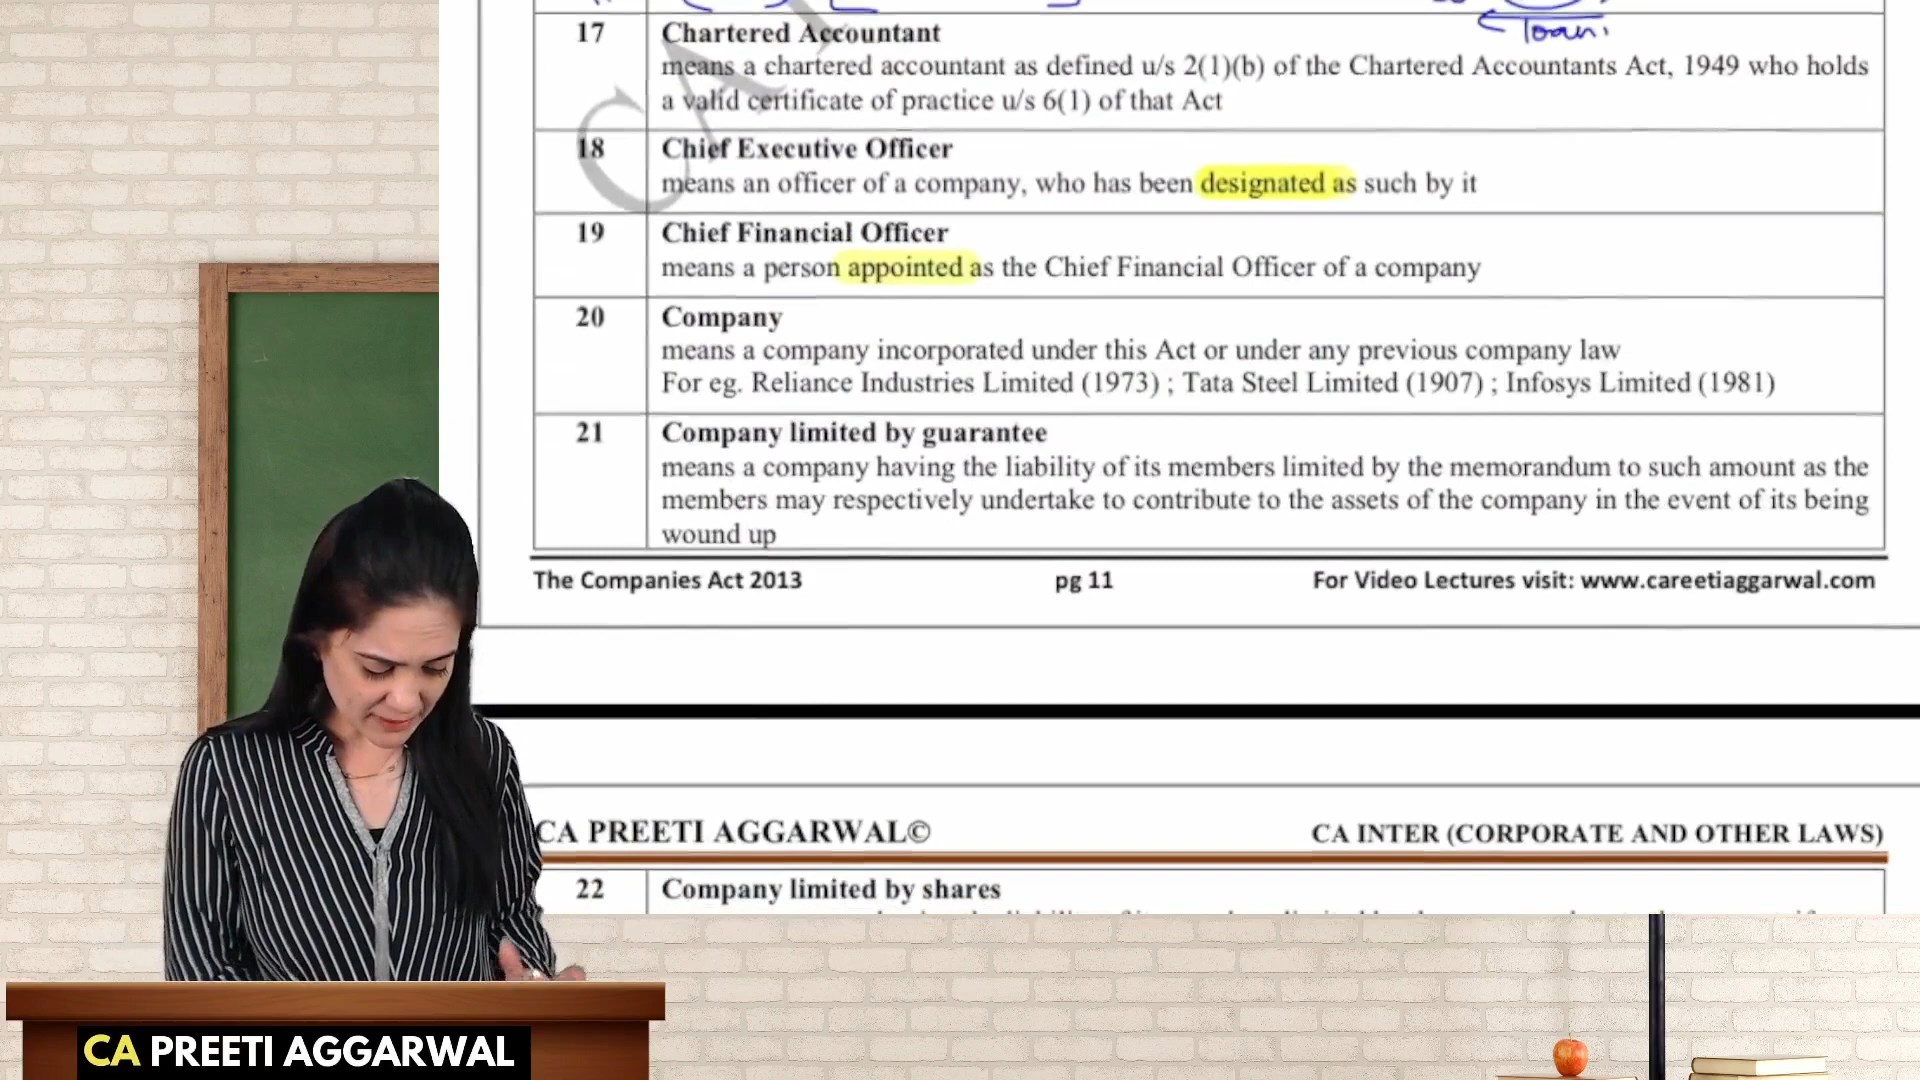 17 Chartered Accountant
Toan.
means a chartered accountant as defined u/s 2(1)(b) of the Chartered Accountants Act, 1949 who holds
a valid certificate of practice u/s 6(1) of that Act
18 Chief Executive Officer
means an officer of a company, who has been designated as such by it
19 Chief Financial Officer
means a person appointed as the Chief Financial Officer of a company
20 Company
means a company incorporated under this Act or under any previous company law
For eg. Reliance Industries Limited (1973) ; Tata Steel Limited (1907) ; Infosys Limited (1981)
21 Company limited by guarantee
means a company having the liability of its members limited by the memorandum to such amount as the
members may respectively undertake to contribute to the assets of the company in the event of its being
wound up
The Companies Act 2013 pg 11 For Video Lectures visit: www.careetiaggarwal.com
CA PREETI AGGARWAL© CA INTER (CORPORATE AND OTHER LAWS)
22 Company limited by shares
CA
CA PREETI AGGARWAL